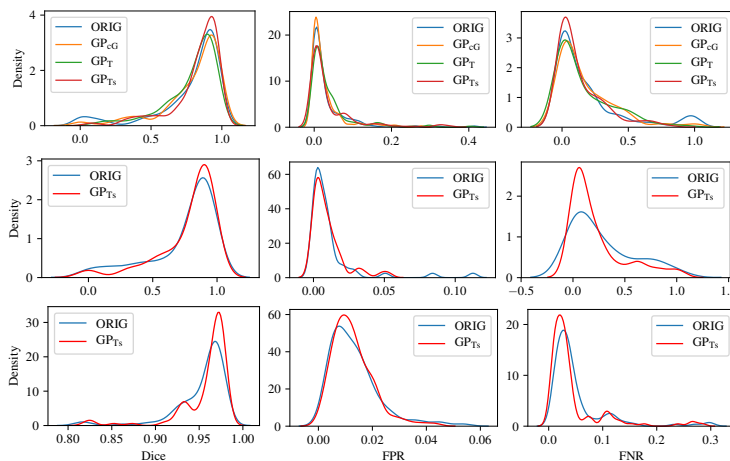 Density
4
2
0
0.0
0.5
1.0
ORIG
GPcG
GPT
GPTs
20
10
0
0.0
0.2
0.4
ORIG
GPcG
GPT
GPTs
3
2
1
0
0.0
0.5
1.0
ORIG
GPcG
GPT
GPTs
Density
3
2
1
0
0.0
0.5
1.0
ORIG
GPTs
60
40
20
0
0.00
0.05
0.10
ORIG
GPTs
2
1
0
−0.5
0.0
0.5
1.0
ORIG
GPTs
Density
30
20
10
0
0.80
0.85
0.90
0.95
1.00
ORIG
GPTs
Dice
60
40
20
0
0.00
0.02
0.04
0.06
ORIG
GPTs
FPR
20
10
0
0.0
0.1
0.2
0.3
ORIG
GPTs
FNR